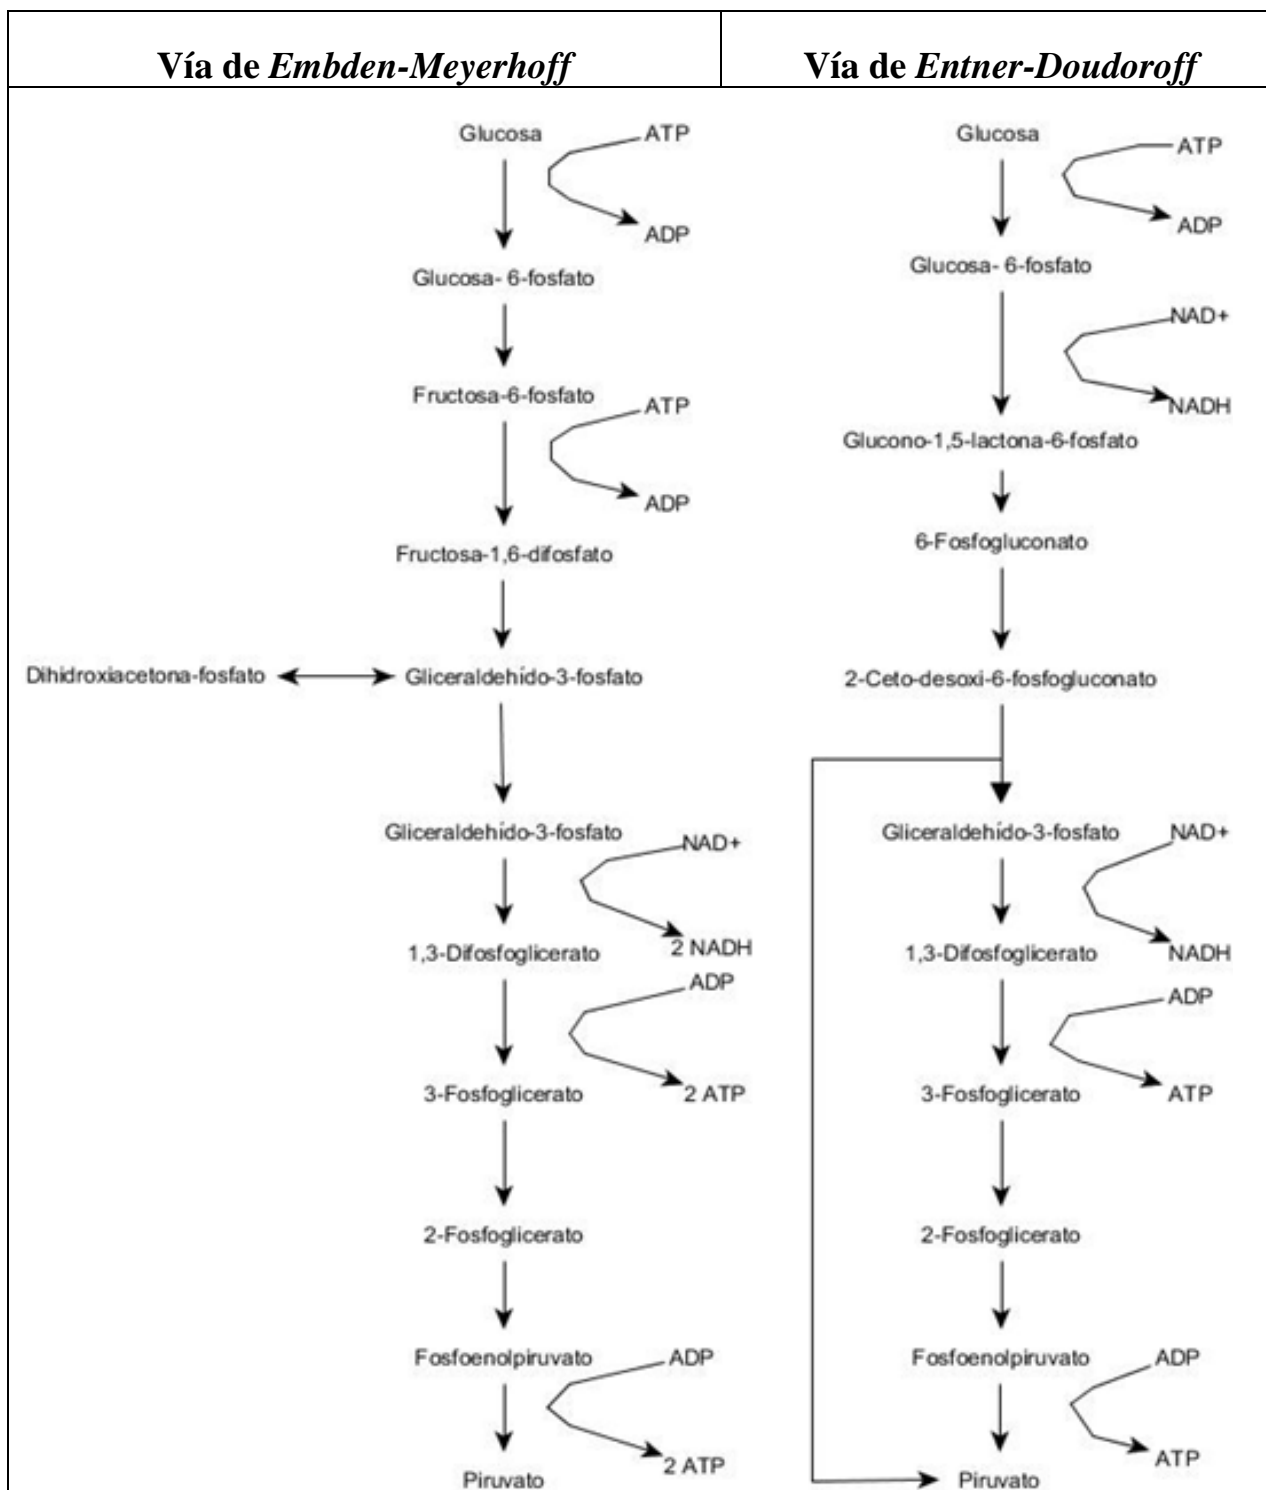 Vía de Embden-Meyerhoff
Vía de Entner-Doudoroff
Glucosa
ATP
ADP
Glucosa- 6-fosfato
Fructosa-6-fosfato
ATP
ADP
Fructosa-1,6-difosfato
Dihidroxiacetona-fosfato
Gliceraldehído-3-fosfato
Gliceraldehído-3-fosfato
NAD+
2 NADH
1,3-Difosfoglicerato
ADP
2 ATP
3-Fosfoglicerato
2-Fosfoglicerato
Fosfoenolpiruvato
ADP
2 ATP
Piruvato
Glucosa
ATP
ADP
Glucosa- 6-fosfato
NAD+
NADH
Glucono-1,5-lactona-6-fosfato
6-Fosfogluconato
2-Ceto-desoxi-6-fosfogluconato
Gliceraldehído-3-fosfato
NAD+
NADH
1,3-Difosfoglicerato
ADP
ATP
3-Fosfoglicerato
2-Fosfoglicerato
Fosfoenolpiruvato
ADP
ATP
Piruvato